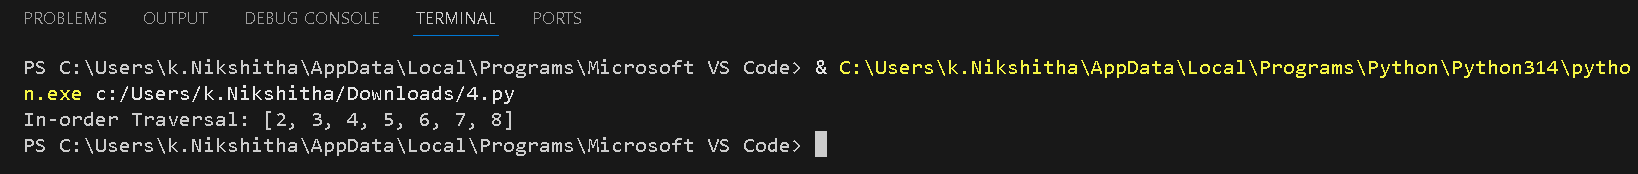 PROBLEMS OUTPUT DEBUG CONSOLE TERMINAL PORTS
PS C:\Users\k.Nikshitha\AppData\Local\Programs\Microsoft VS Code> & C:\Users\k.Nikshitha\AppData\Local\Programs\Python\Python314\pytho
n.exe c:/Users/k.Nikshitha/Downloads/4.py
In-order Traversal: [2, 3, 4, 5, 6, 7, 8]
PS C:\Users\k.Nikshitha\AppData\Local\Programs\Microsoft VS Code>